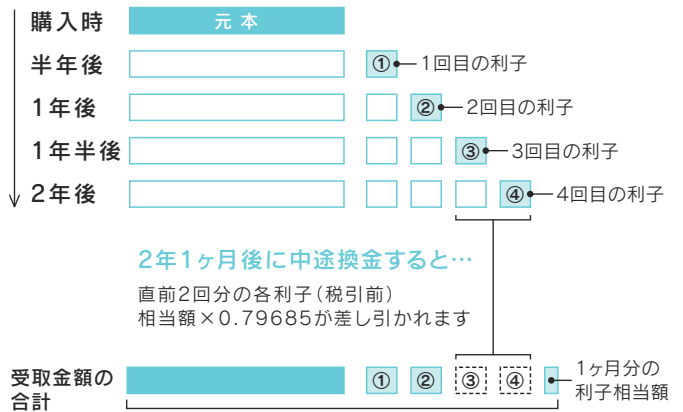 購入時
元本
半年後
①
1回目の利子
1年後
②
2回目の利子
1年半後
③
3回目の利子
2年後
④
4回目の利子
2年1ヶ月後に中途換金すると…
直前2回分の各利子(税引前)
相当額×0.79685が差し引かれます
受取金額の
合計
①
②
③
④
1ヶ月分の
利子相当額